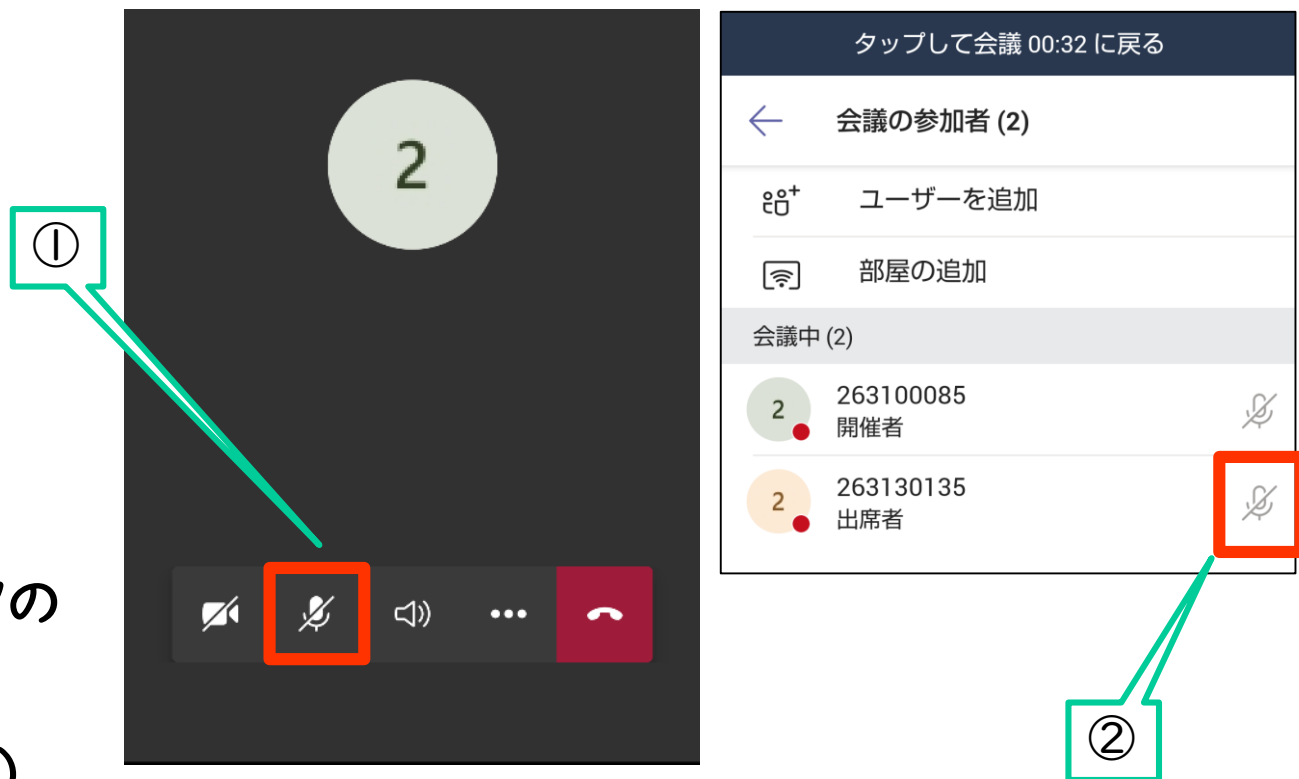 ①
2
の
タップして会議 00:32 に戻る
会議の参加者 (2)
ユーザーを追加
部屋の追加
会議中 (2)
2
263100085
開催者
2
263130135
出席者
②